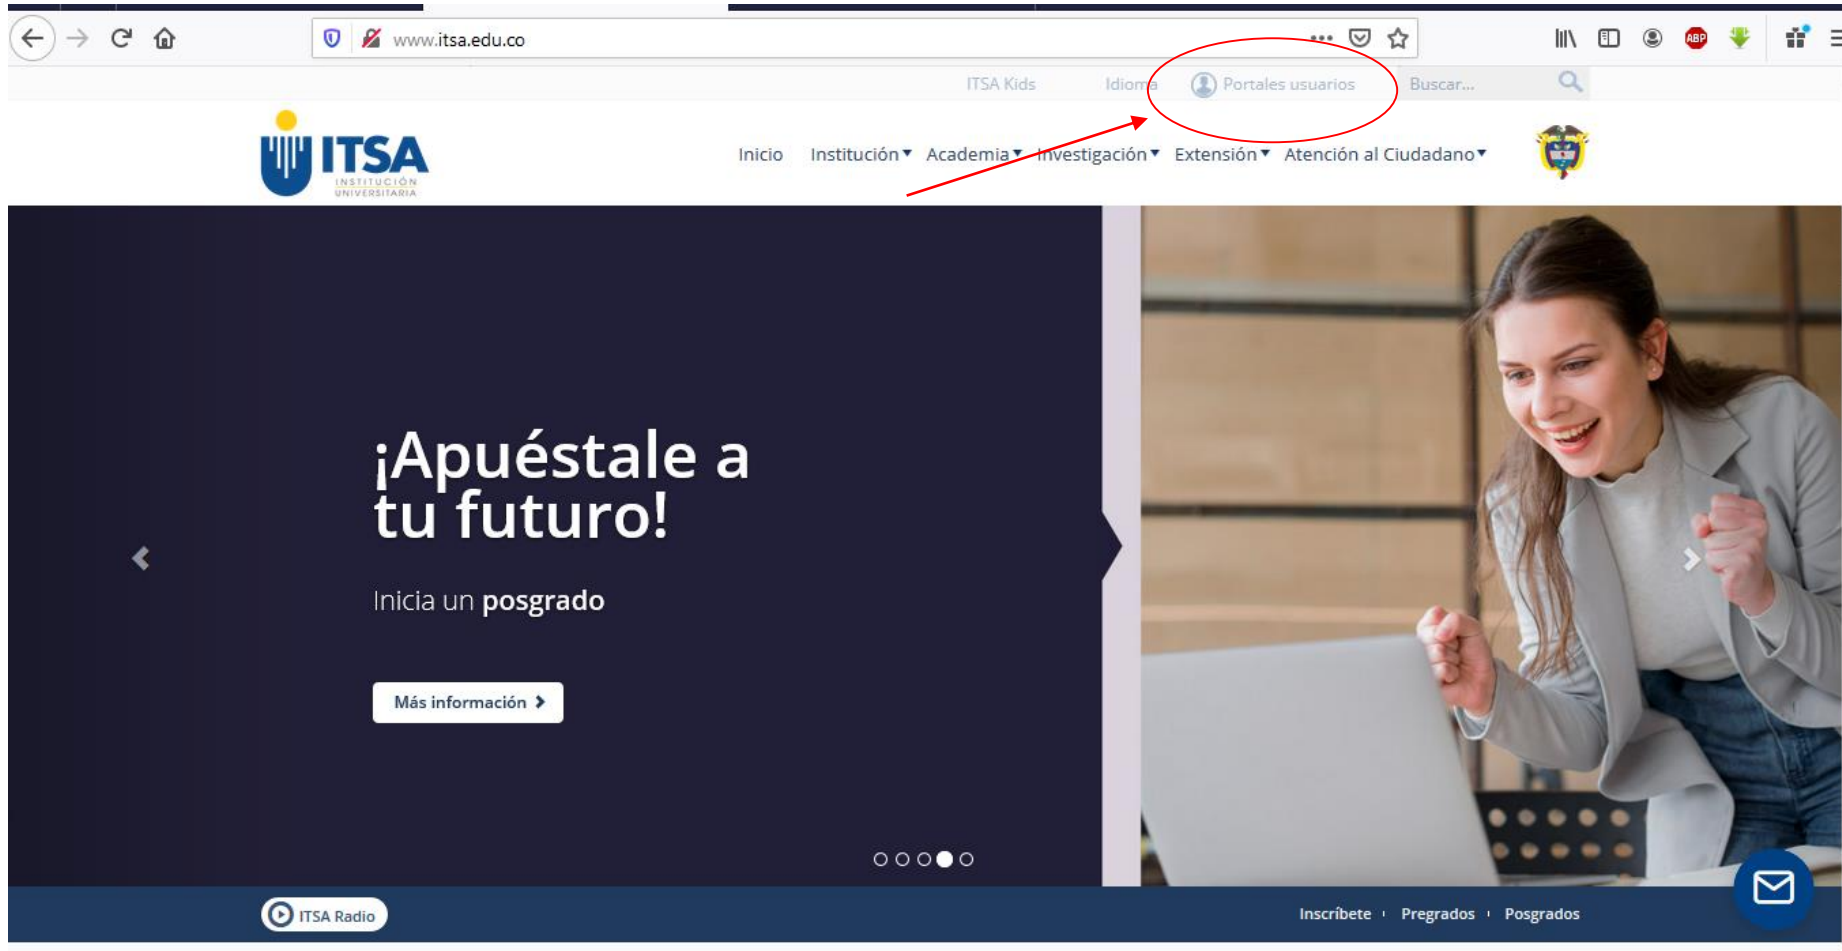 www.itsa.edu.co
ABP
ITSA Kids Idioma Portales usuarios Buscar...
ITSA
INSTITUCIÓN
UNIVERSITARIA
Inicio Institución Academia Investigación Extensión Atención al Ciudadano
¡Apuéstale a
tu futuro!
Inicia un posgrado
Más información
ITSA Radio
Inscríbete Pregrados Posgrados